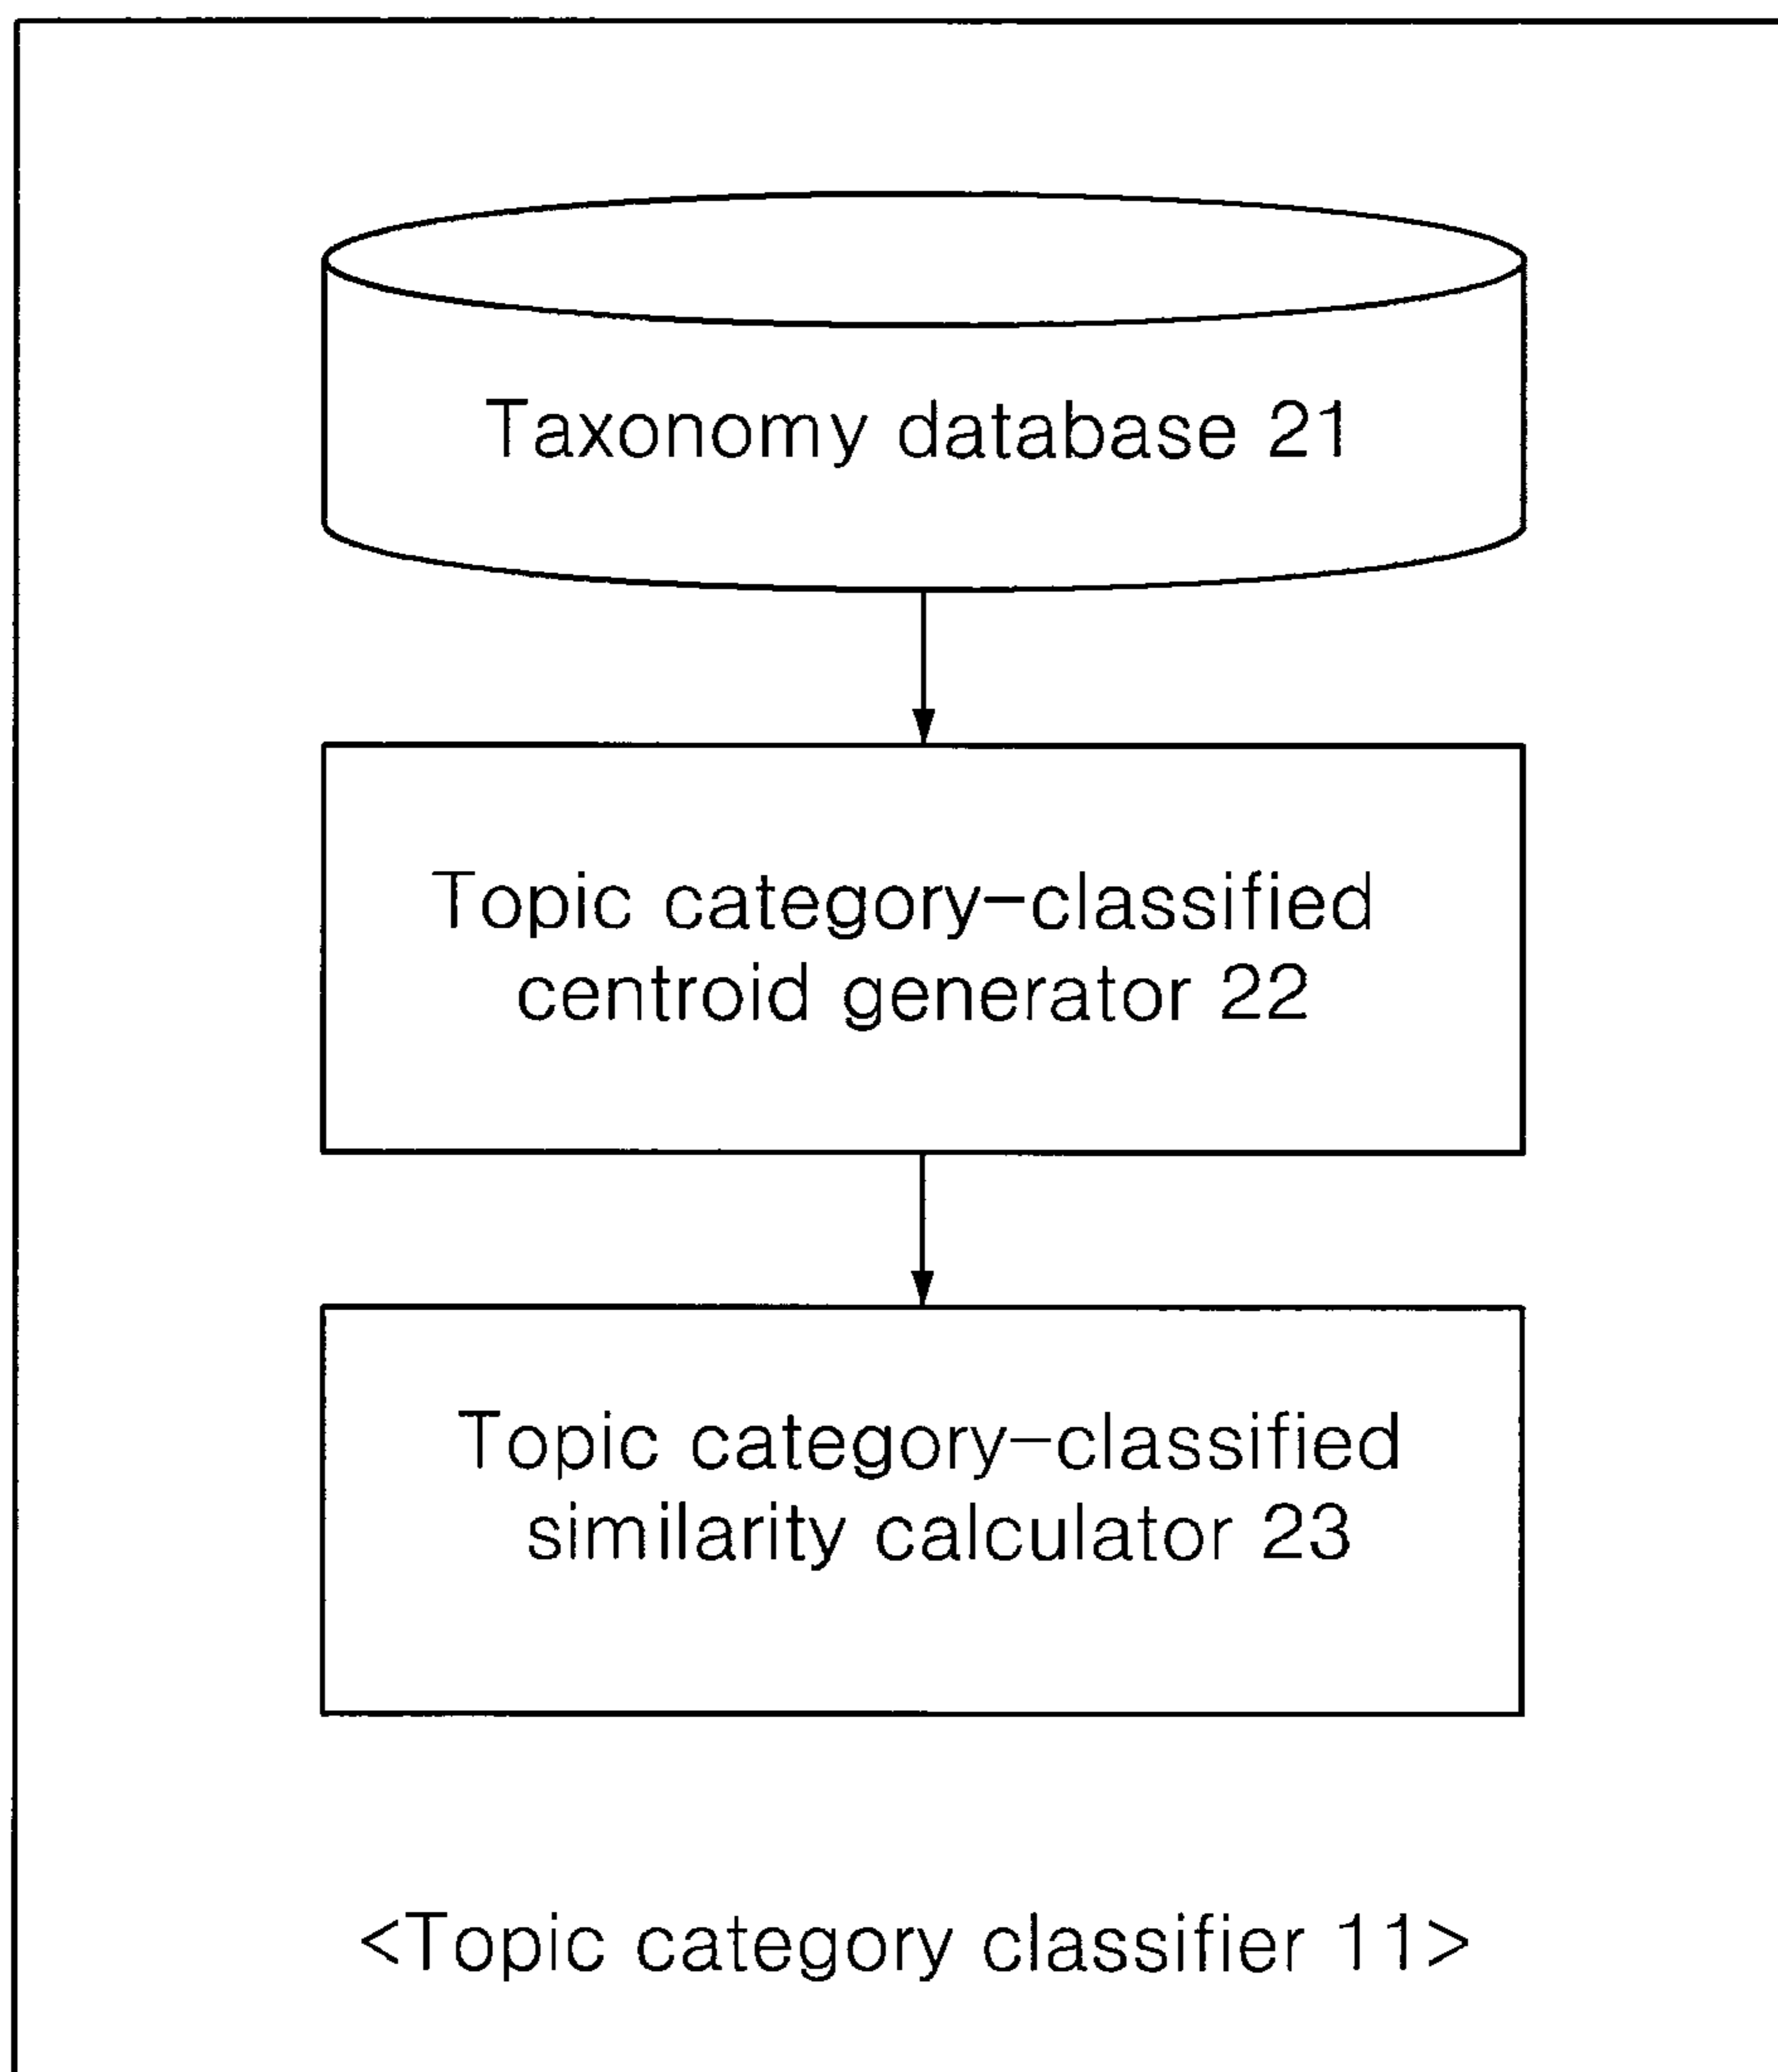 Taxonomy database 21
Topic category-classified
centroid generator 22
Topic category-classified
similarity calculator 23
<Topic category classifier 11>